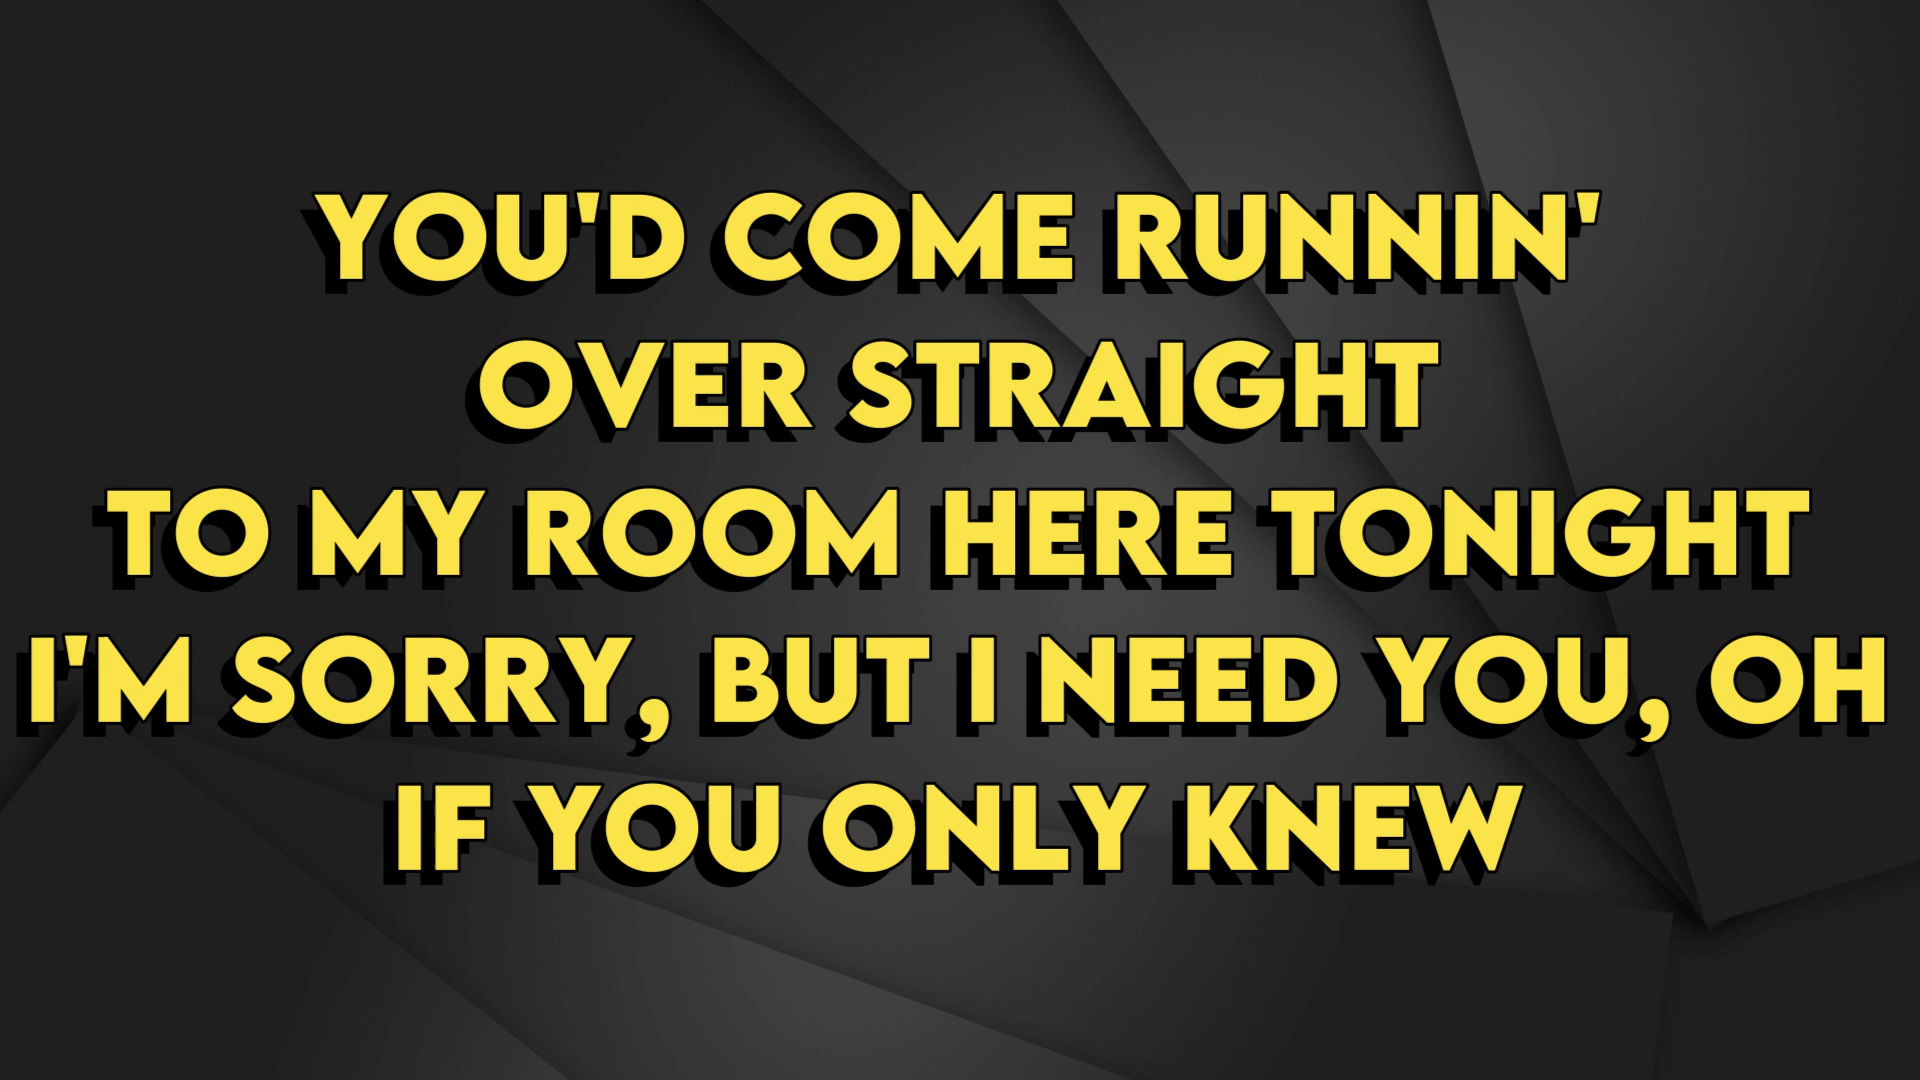 YOU'D COME RUNNIN'
OVER STRAIGHT
TO MY ROOM HERE TONIGHT
I'M SORRY, BUT I NEED YOU, OH
IF YOU ONLY KNEW